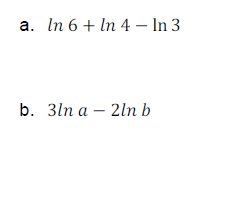 a. ln 6 + ln 4 – ln 3
b. 3ln a – 2ln b